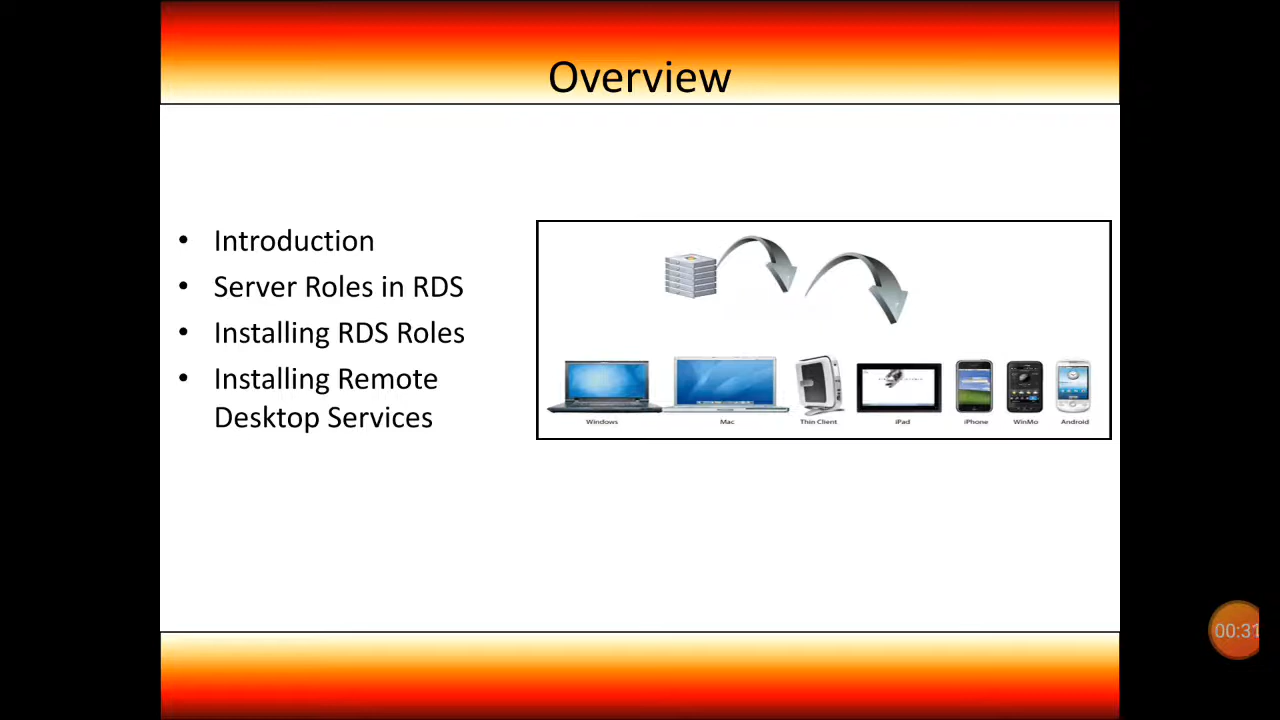 Overview
• Introduction
• Server Roles in RDS
• Installing RDS Roles
• Installing Remote
Desktop Services
Windows
Mac
Thin Client
iPad
iPhone
WinMo
Android
00:31